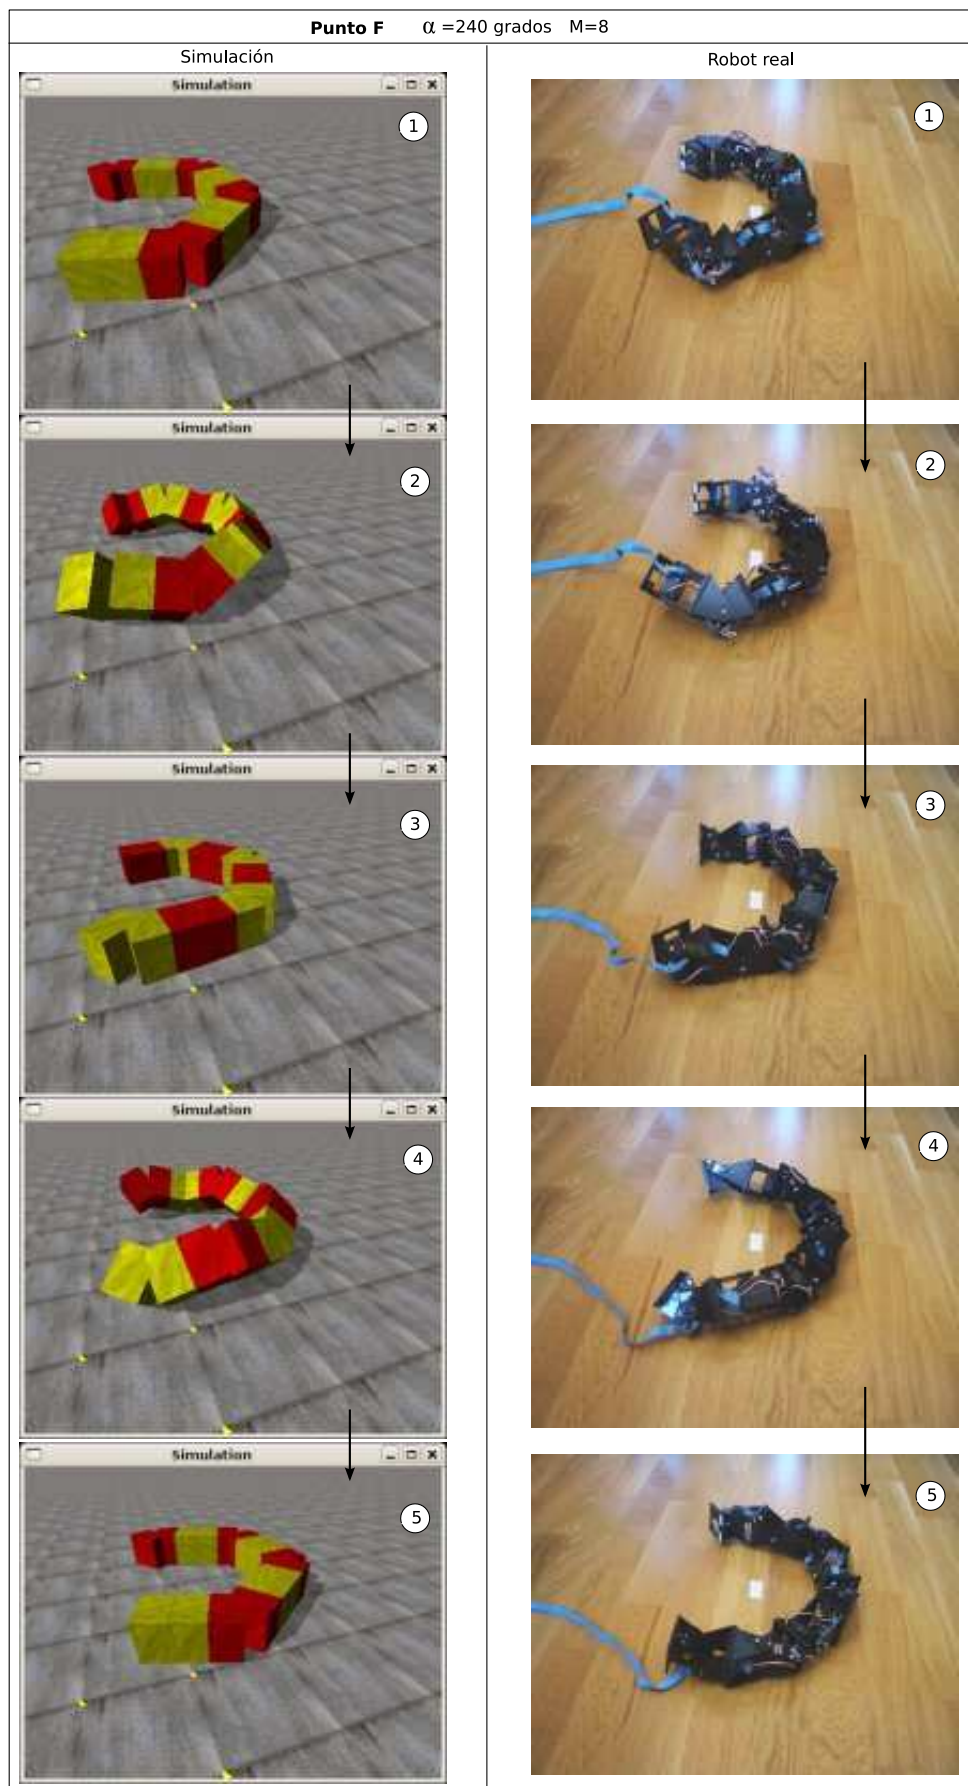 Punto F α =240 grados M=8
Simulación
Robot real
Simulation
1
1
Simulation
2
2
Simulation
3
3
Simulation
4
4
Simulation
5
5